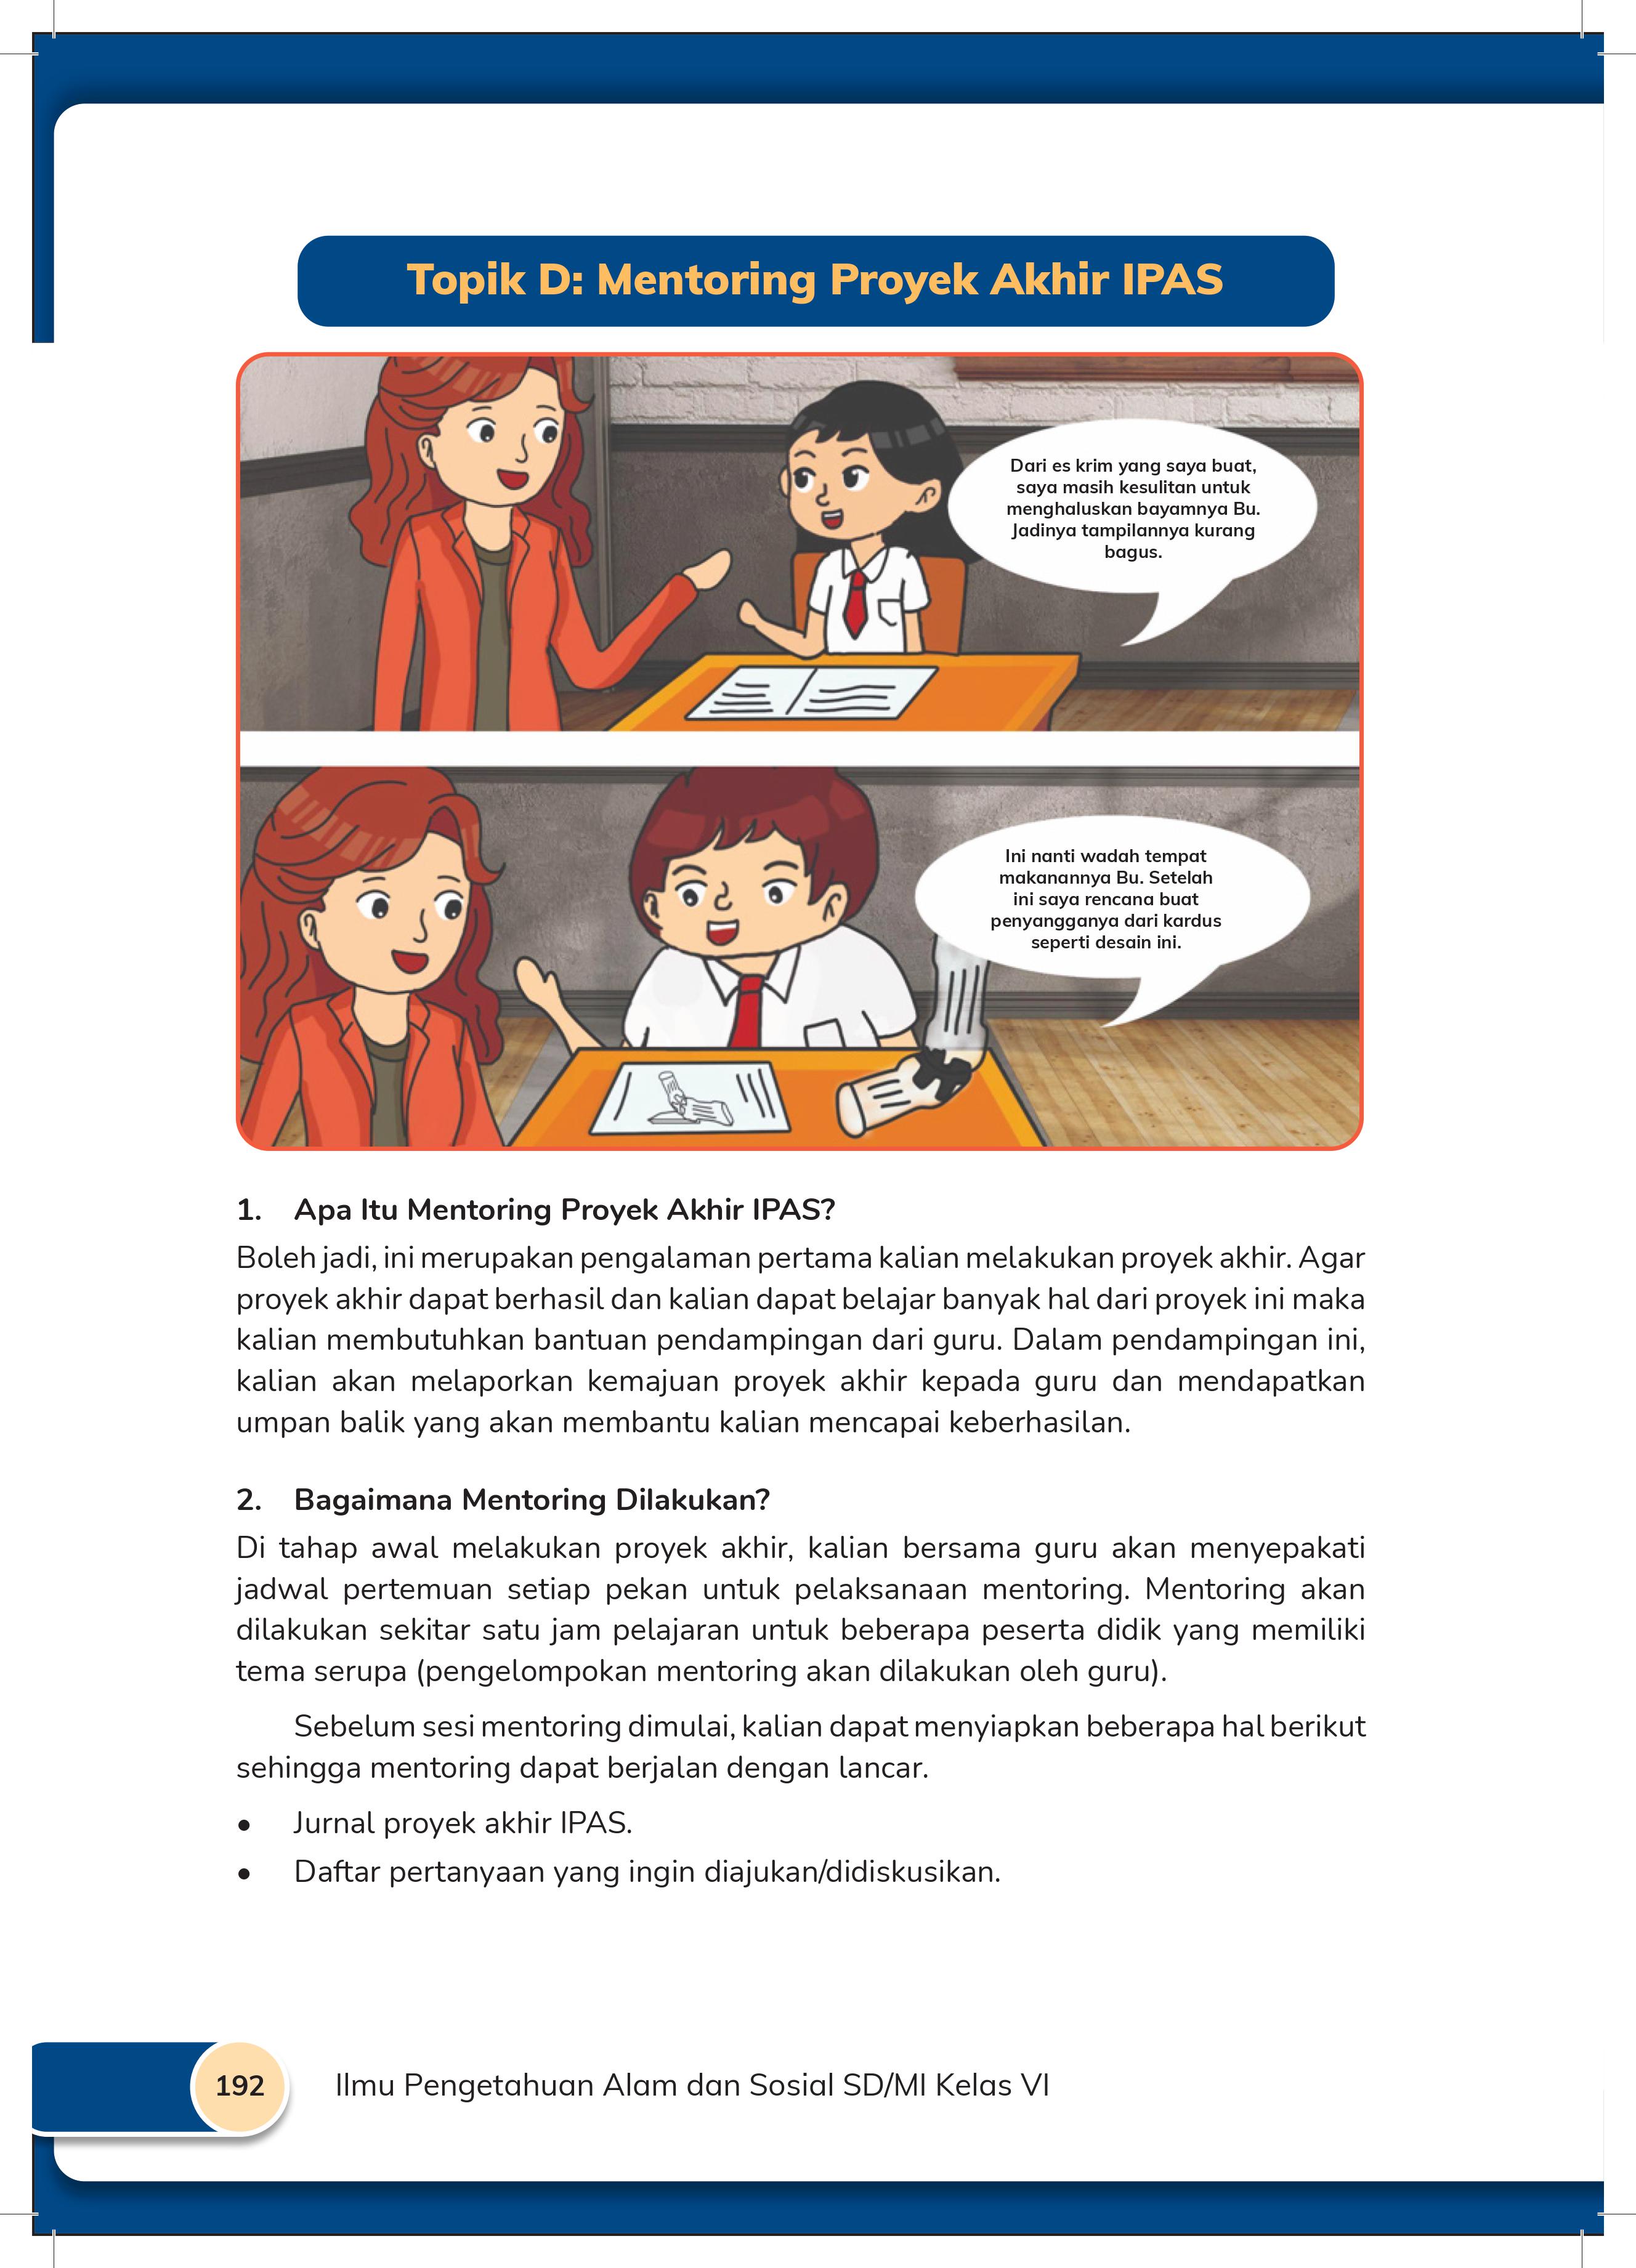 Topik D: Mentoring Proyek Akhir IPAS
Dari es krim yang saya buat,
saya masih kesulitan untuk
menghaluskan bayamnya Bu.
Jadinya tampilannya kurang
bagus.
Ini nanti wadah tempat
makanannya Bu. Setelah
ini saya rencana buat
penyangganya dari kardus
seperti desain ini.
1. Apa Itu Mentoring Proyek Akhir IPAS?
Boleh jadi, ini merupakan pengalaman pertama kalian melakukan proyek akhir. Agar
proyek akhir dapat berhasil dan kalian dapat belajar banyak hal dari proyek ini maka
kalian membutuhkan bantuan pendampingan dari guru. Dalam pendampingan ini,
kalian akan melaporkan kemajuan proyek akhir kepada guru dan mendapatkan
umpan balik yang akan membantu kalian mencapai keberhasilan.
2. Bagaimana Mentoring Dilakukan?
Di tahap awal melakukan proyek akhir, kalian bersama guru akan menyepakati
jadwal pertemuan setiap pekan untuk pelaksanaan mentoring. Mentoring akan
dilakukan sekitar satu jam pelajaran untuk beberapa peserta didik yang memiliki
tema serupa (pengelompokan mentoring akan dilakukan oleh guru).
Sebelum sesi mentoring dimulai, kalian dapat menyiapkan beberapa hal berikut
sehingga mentoring dapat berjalan dengan lancar.
• Jurnal proyek akhir IPAS.
• Daftar pertanyaan yang ingin diajukan/didiskusikan.
192 Ilmu Pengetahuan Alam dan Sosial SD/MI Kelas VI